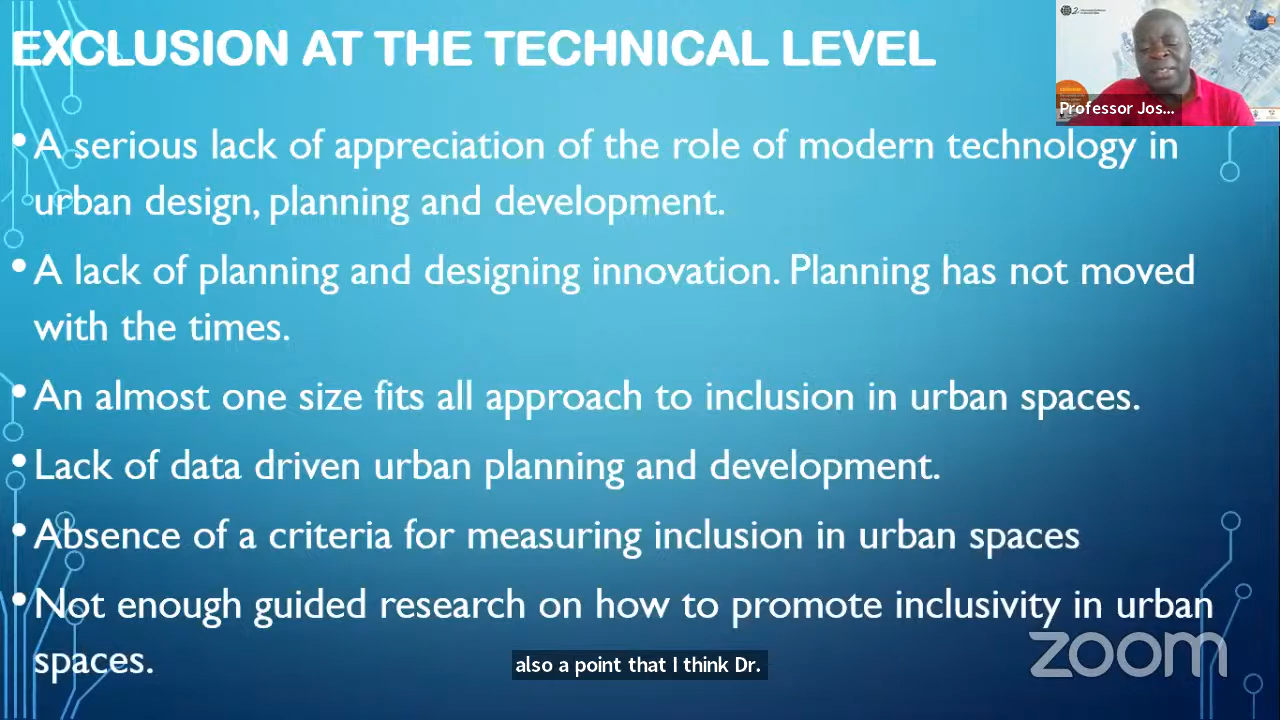 EXCLUSION AT THE TECHNICAL LEVEL
Professor Jos...
• A serious lack of appreciation of the role of modern technology in
urban design, planning and development.
• A lack of planning and designing innovation. Planning has not moved
with the times.
• An almost one size fits all approach to inclusion in urban spaces.
• Lack of data driven urban planning and development.
• Absence of a criteria for measuring inclusion in urban spaces
• Not enough guided research on how to promote inclusivity in urban
spaces.
also a point that I think Dr.
zoom